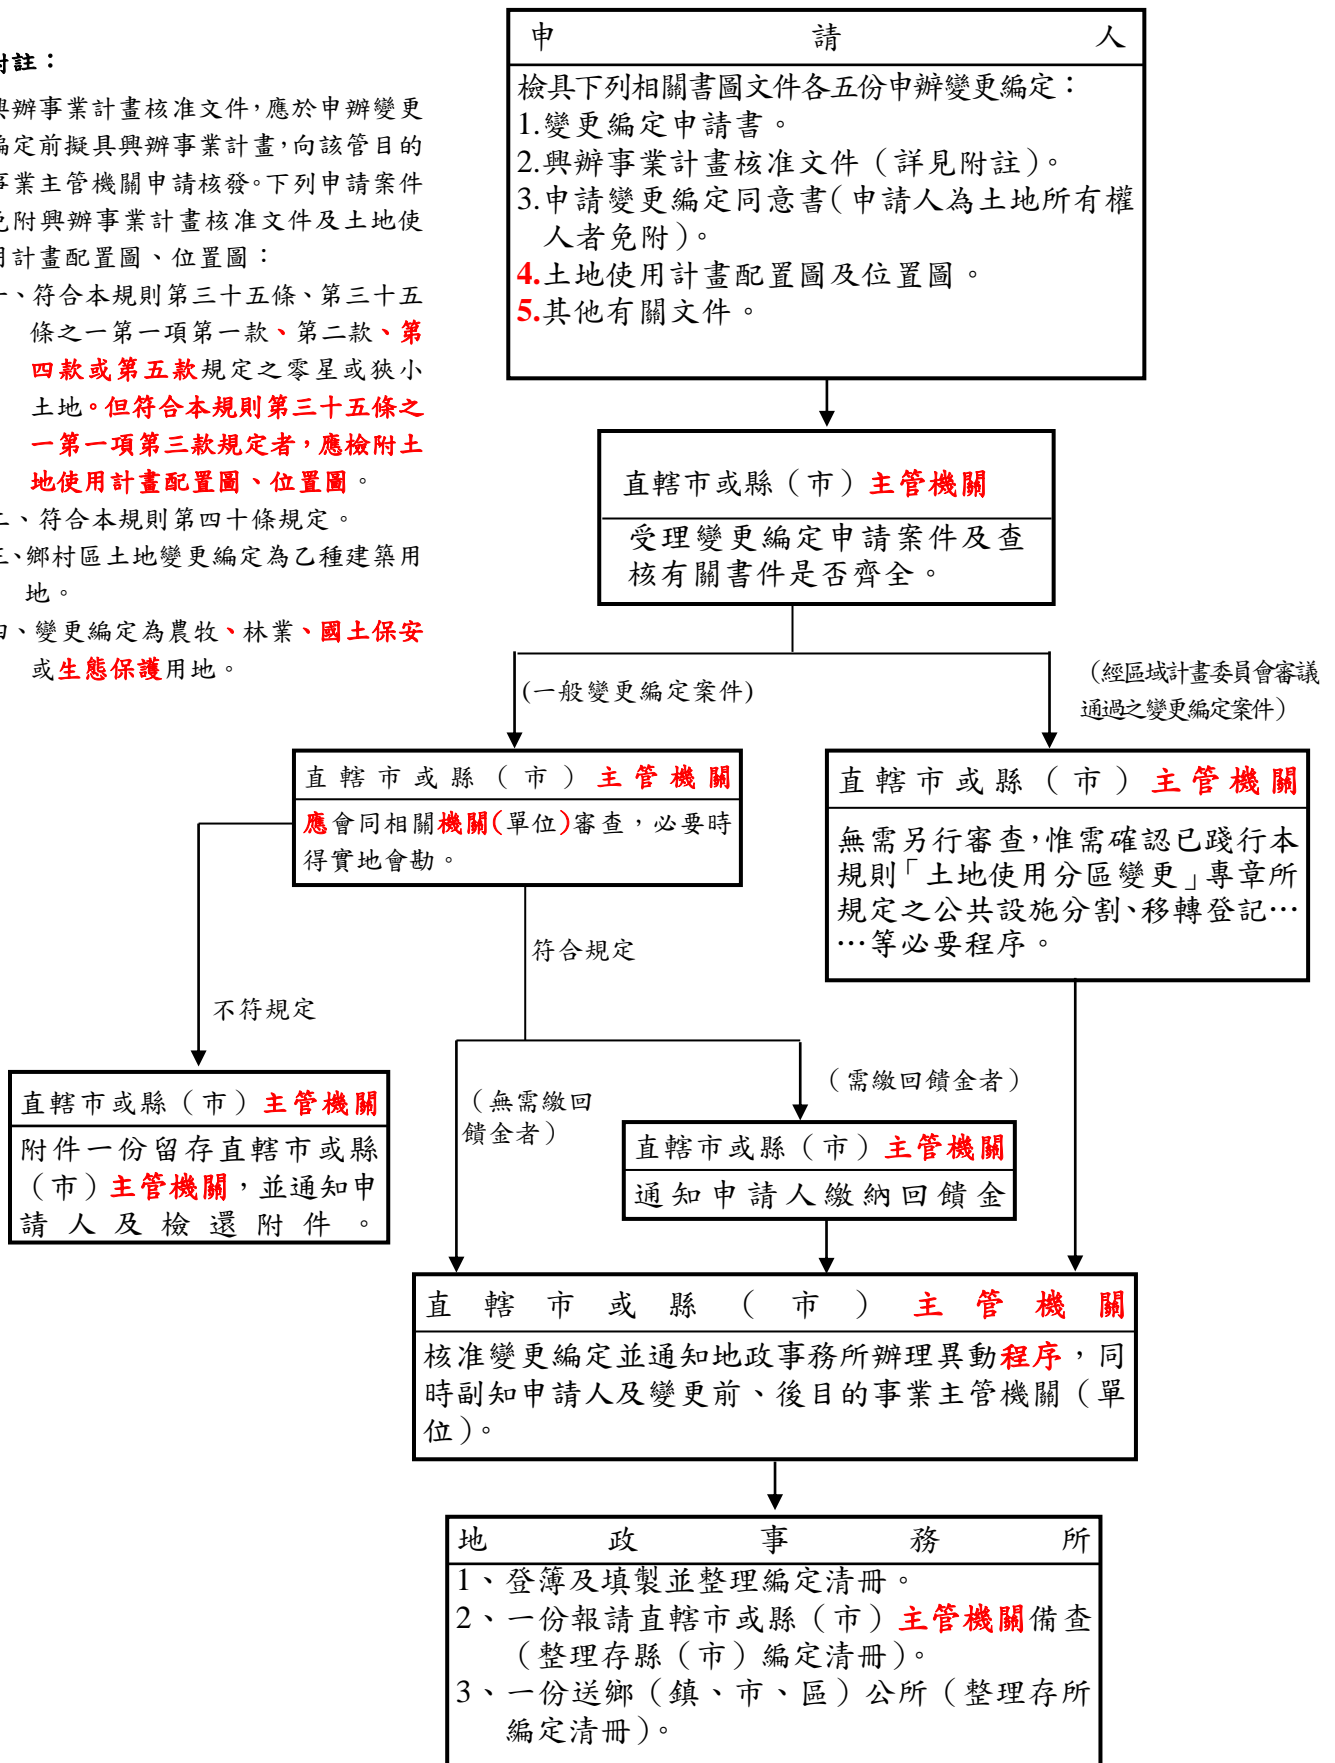 附註：
興辦事業計畫核准文件，應於申辦變更
編定前擬具興辦事業計畫，向該管目的
事業主管機關申請核發。下列申請案件
免附興辦事業計畫核准文件及土地使
用計畫配置圖、位置圖：
一、符合本規則第三十五條、第三十五
條之一第一項第一款、第二款、第
四款或第五款規定之零星或狹小
土地。但符合本規則第三十五條之
一第一項第三款規定者，應檢附土
地使用計畫配置圖、位置圖。
二、符合本規則第四十條規定。
三、鄉村區土地變更編定為乙種建築用
地。
四、變更編定為農牧、林業、國土保安
或生態保護用地。
申請人
檢具下列相關書圖文件各五份申辦變更編定：
1.變更編定申請書。
2.興辦事業計畫核准文件（詳見附註）。
3.申請變更編定同意書（申請人為土地所有權
人者免附）。
4.土地使用計畫配置圖及位置圖。
5.其他有關文件。
直轄市或縣（市）主管機關
受理變更編定申請案件及查
核有關書件是否齊全。
(一般變更編定案件)
（經區域計畫委員會審議
通過之變更編定案件）
直轄市或縣（市）主管機關
應會同相關機關(單位)審查，必要時
得實地會勘。
直轄市或縣（市）主管機關
無需另行審查，惟需確認已踐行本
規則「土地使用分區變更」專章所
規定之公共設施分割、移轉登記…
…等必要程序。
符合規定
不符規定
直轄市或縣（市）主管機關
附件一份留存直轄市或縣
（市）主管機關，並通知申
請人及檢還附件。
（無需繳回
饋金者）
（需繳回饋金者）
直轄市或縣（市）主管機關
通知申請人繳納回饋金
直轄市或縣（市）主管機關
核准變更編定並通知地政事務所辦理異動程序，同
時副知申請人及變更前、後目的事業主管機關（單
位）。
地政事務所
1、登簿及填製並整理編定清冊。
2、一份報請直轄市或縣（市）主管機關備查
（整理存縣（市）編定清冊）。
3、一份送鄉（鎮、市、區）公所（整理存所
編定清冊）。